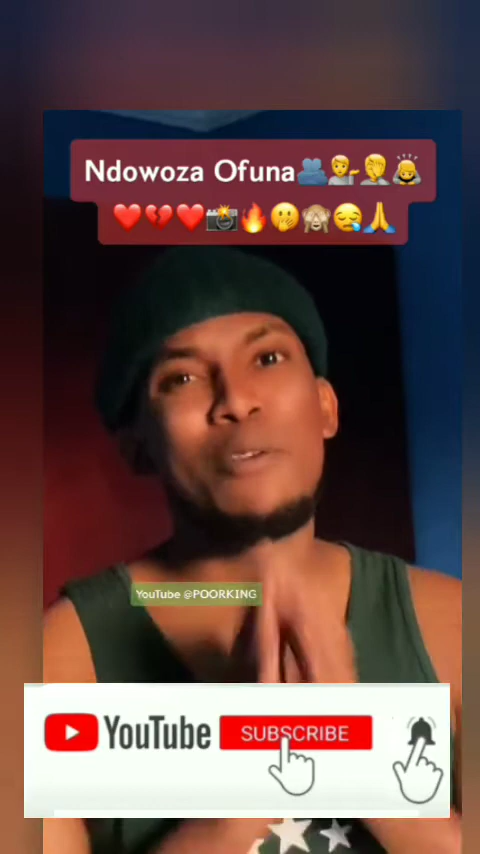 Ndowoza Ofuna🫂💁🤦🙇
❤️💔❤️📸🔥🫢🙈😪🙏
YouTube @POORKING
YouTube SUBSCRIBE